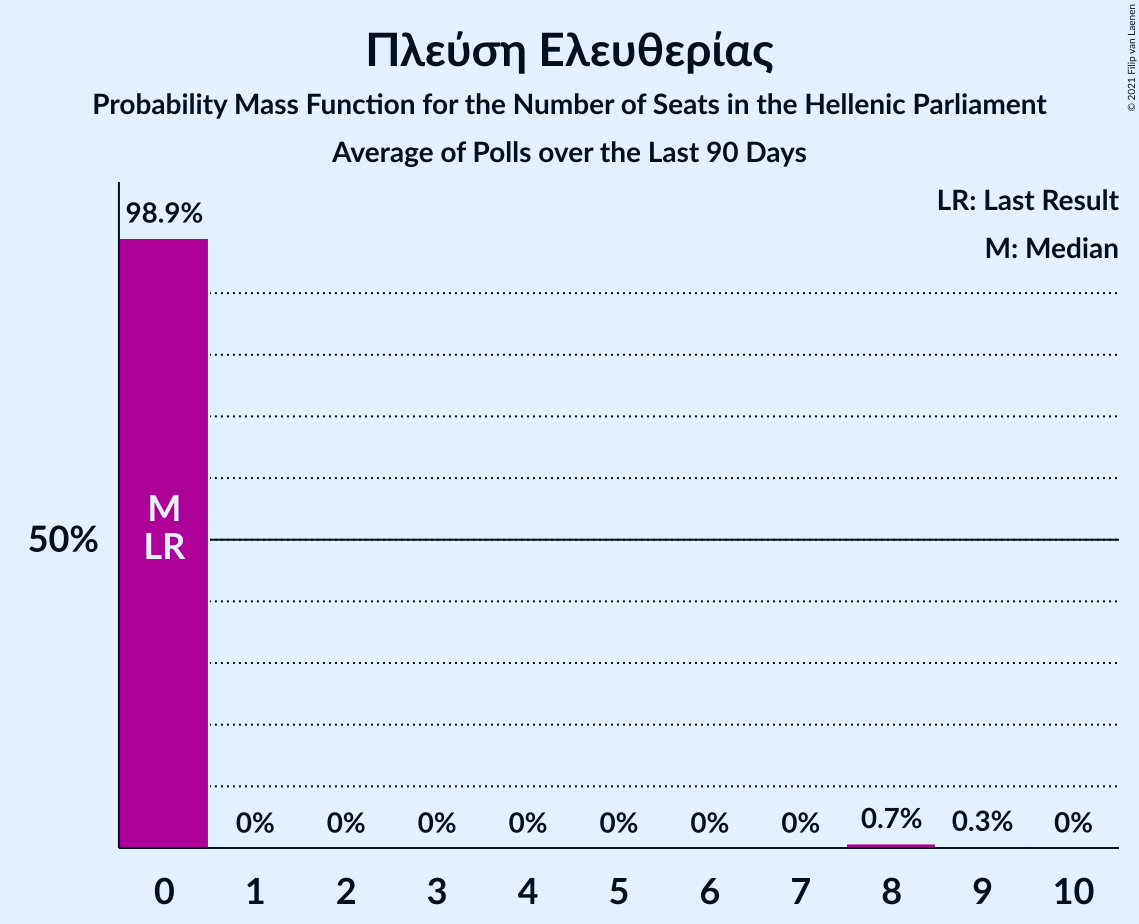 Πλεύση Ελευθερίας
Probability Mass Function for the Number of Seats in the Hellenic Parliament
Average of Polls over the Last 90 Days
© 2021 Filip van Laenen
LR: Last Result
M: Median
98.9%
M
LR
50%
0% 0% 0% 0% 0% 0% 0% 0.7% 0.3% 0%
0 1 2 3 4 5 6 7 8 9 10